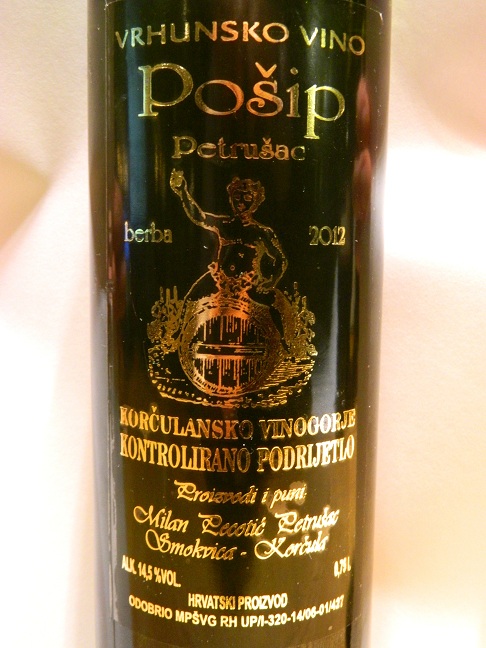 VRHUNSKO VINO
Pošip
Petrušac
berba 2012
KORČULANSKO VINOGORJE
KONTROLIRANO PODRIJETLO
Proizvodi i puni:
Milan Pecotić Petrušac
Smokvica - Korčula
ALK. 14,5 %VOL. 0,75 L
HRVATSKI PROIZVOD
ODOBRIO MPŠVG RH UP/I-320-14/06-01/437